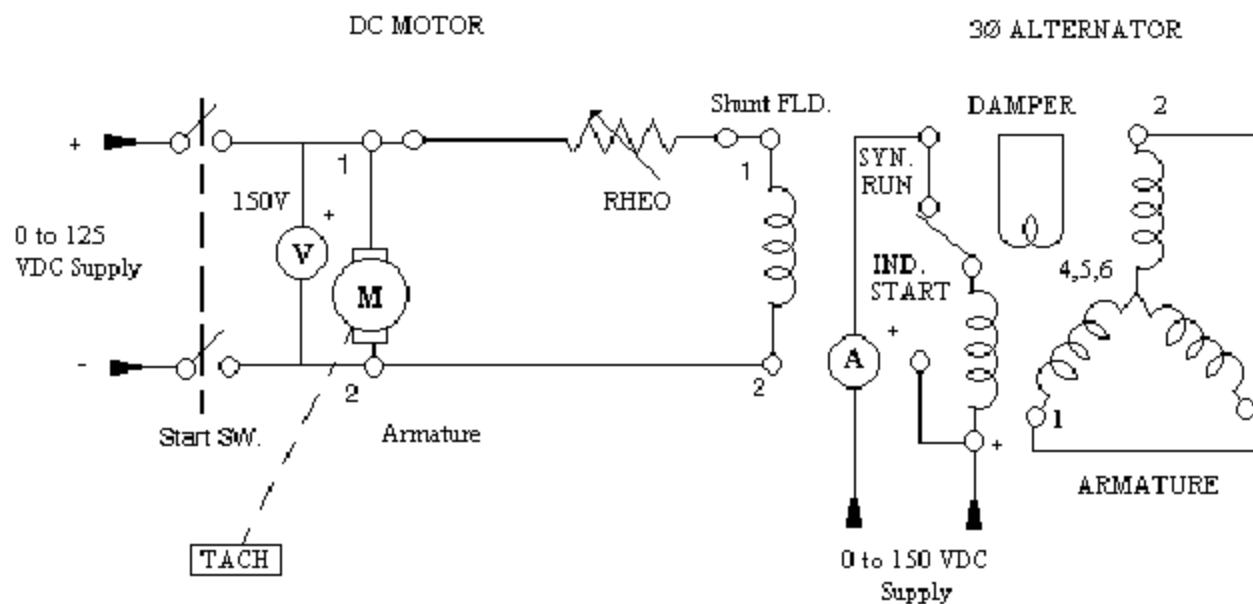 DC MOTOR
3Ø ALTERNATOR
Shunt FLD.
DAMPER
2
+
1
1
SYN.
RUN
150V
+
RHEO
0 to 125
VDC Supply
V
M
IND.
START
4,5,6
+
A
-
2
2
1
Start SW.
Armature
+
ARMATURE
TACH
0 to 150 VDC
Supply